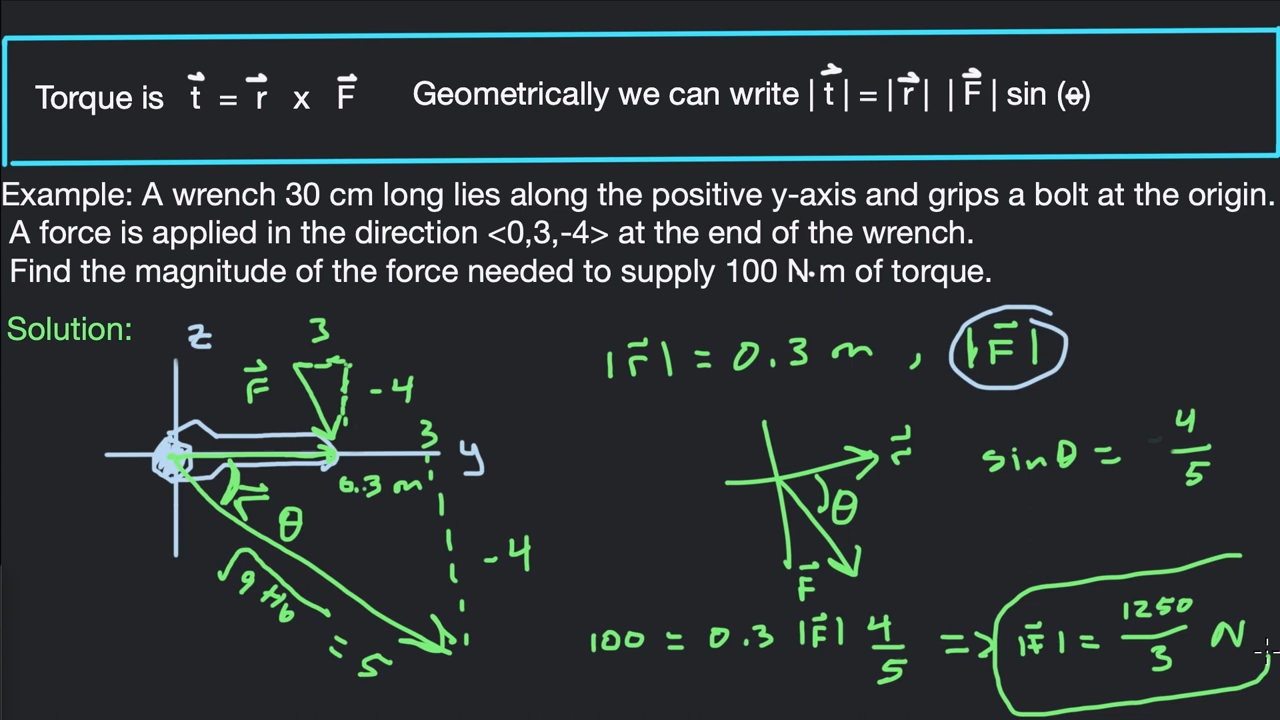 Torque is t⃗ = r⃗ x F⃗ Geometrically we can write |t⃗| = |r⃗| |F⃗| sin (θ)
Example: A wrench 30 cm long lies along the positive y-axis and grips a bolt at the origin.
A force is applied in the direction <0,3,-4> at the end of the wrench.
Find the magnitude of the force needed to supply 100 N·m of torque.
Solution:
z
3
F⃗
-4
3
y
0.3 m
r⃗
θ
-4
√9+16
= 5
|r⃗| = 0.3 m , |F⃗|
r⃗
θ
F⃗
sin θ = 4/5
100 = 0.3 |F⃗| 4/5 => |F⃗| = 1250/3 N